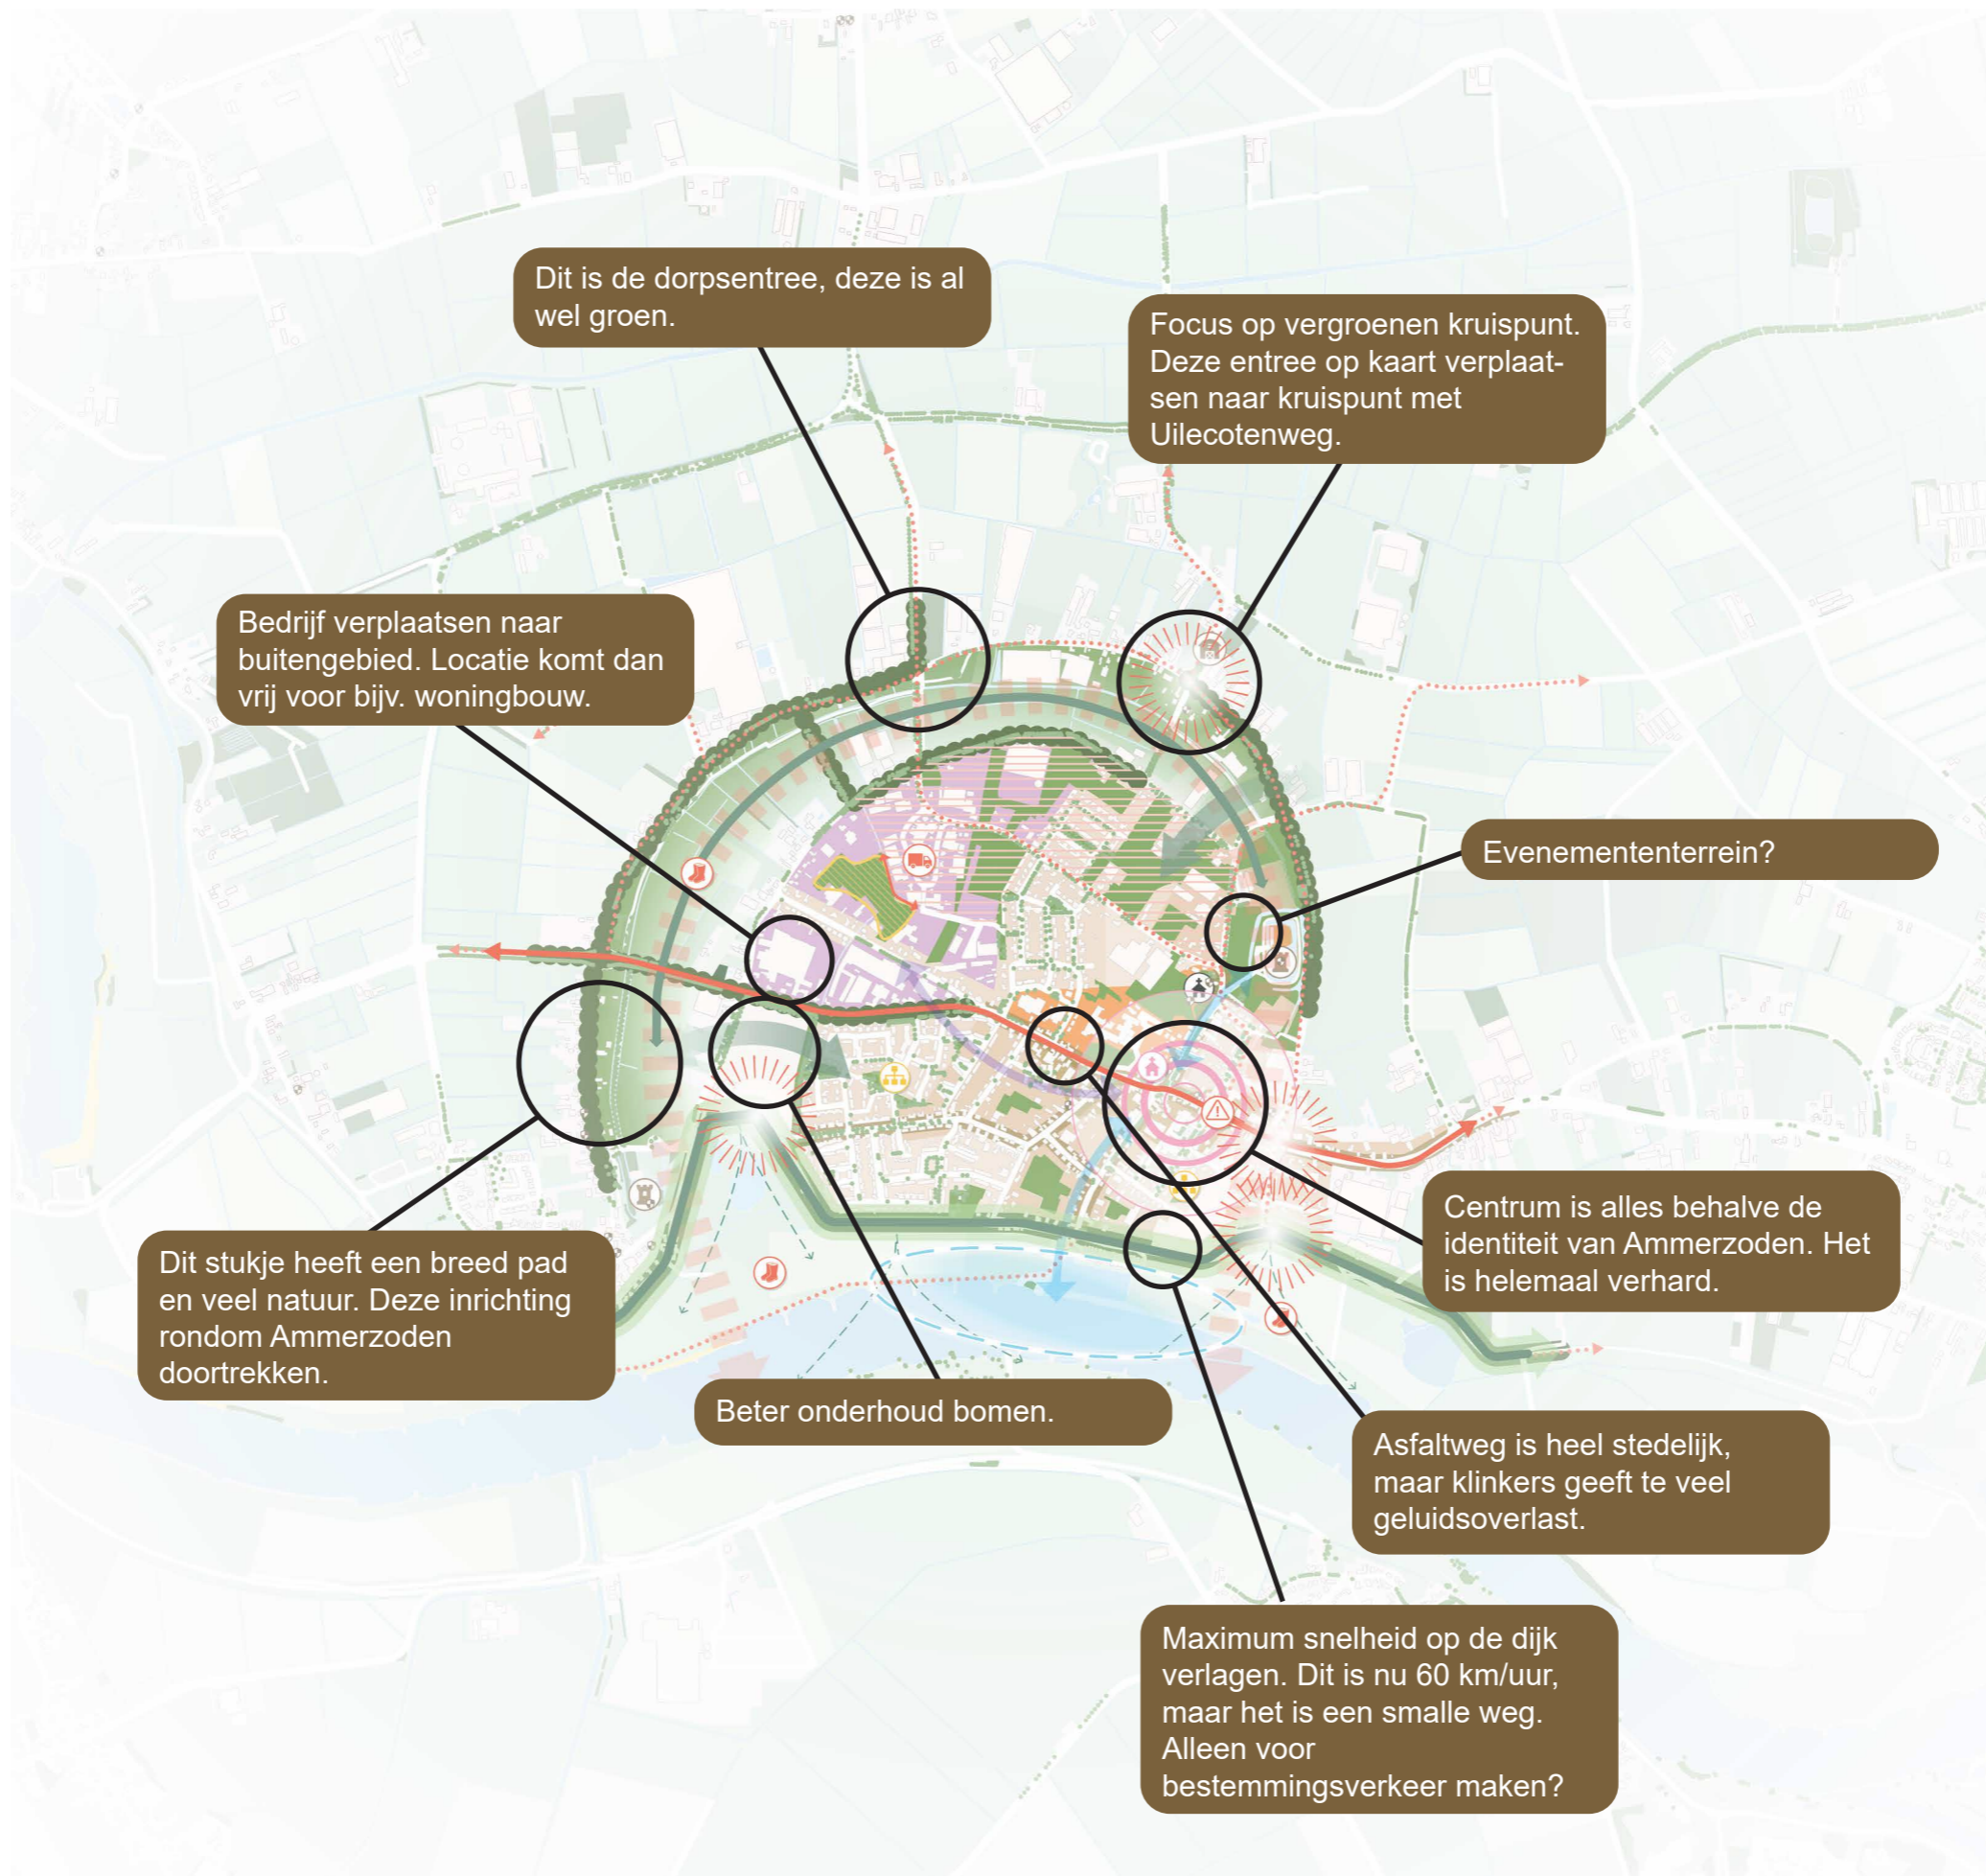 Dit is de dorpsentree, deze is al
wel groen.
Focus op vergroenen kruispunt.
Deze entree op kaart verplaat-
sen naar kruispunt met
Uilecotenweg.
Bedrijf verplaatsen naar
buitengebied. Locatie komt dan
vrij voor bijv. woningbouw.
Evenemententerrein?
Centrum is alles behalve de
identiteit van Ammerzoden. Het
is helemaal verhard.
Dit stukje heeft een breed pad
en veel natuur. Deze inrichting
rondom Ammerzoden
doortrekken.
Beter onderhoud bomen.
Asfaltweg is heel stedelijk,
maar klinkers geeft te veel
geluidsoverlast.
Maximum snelheid op de dijk
verlagen. Dit is nu 60 km/uur,
maar het is een smalle weg.
Alleen voor
bestemmingsverkeer maken?